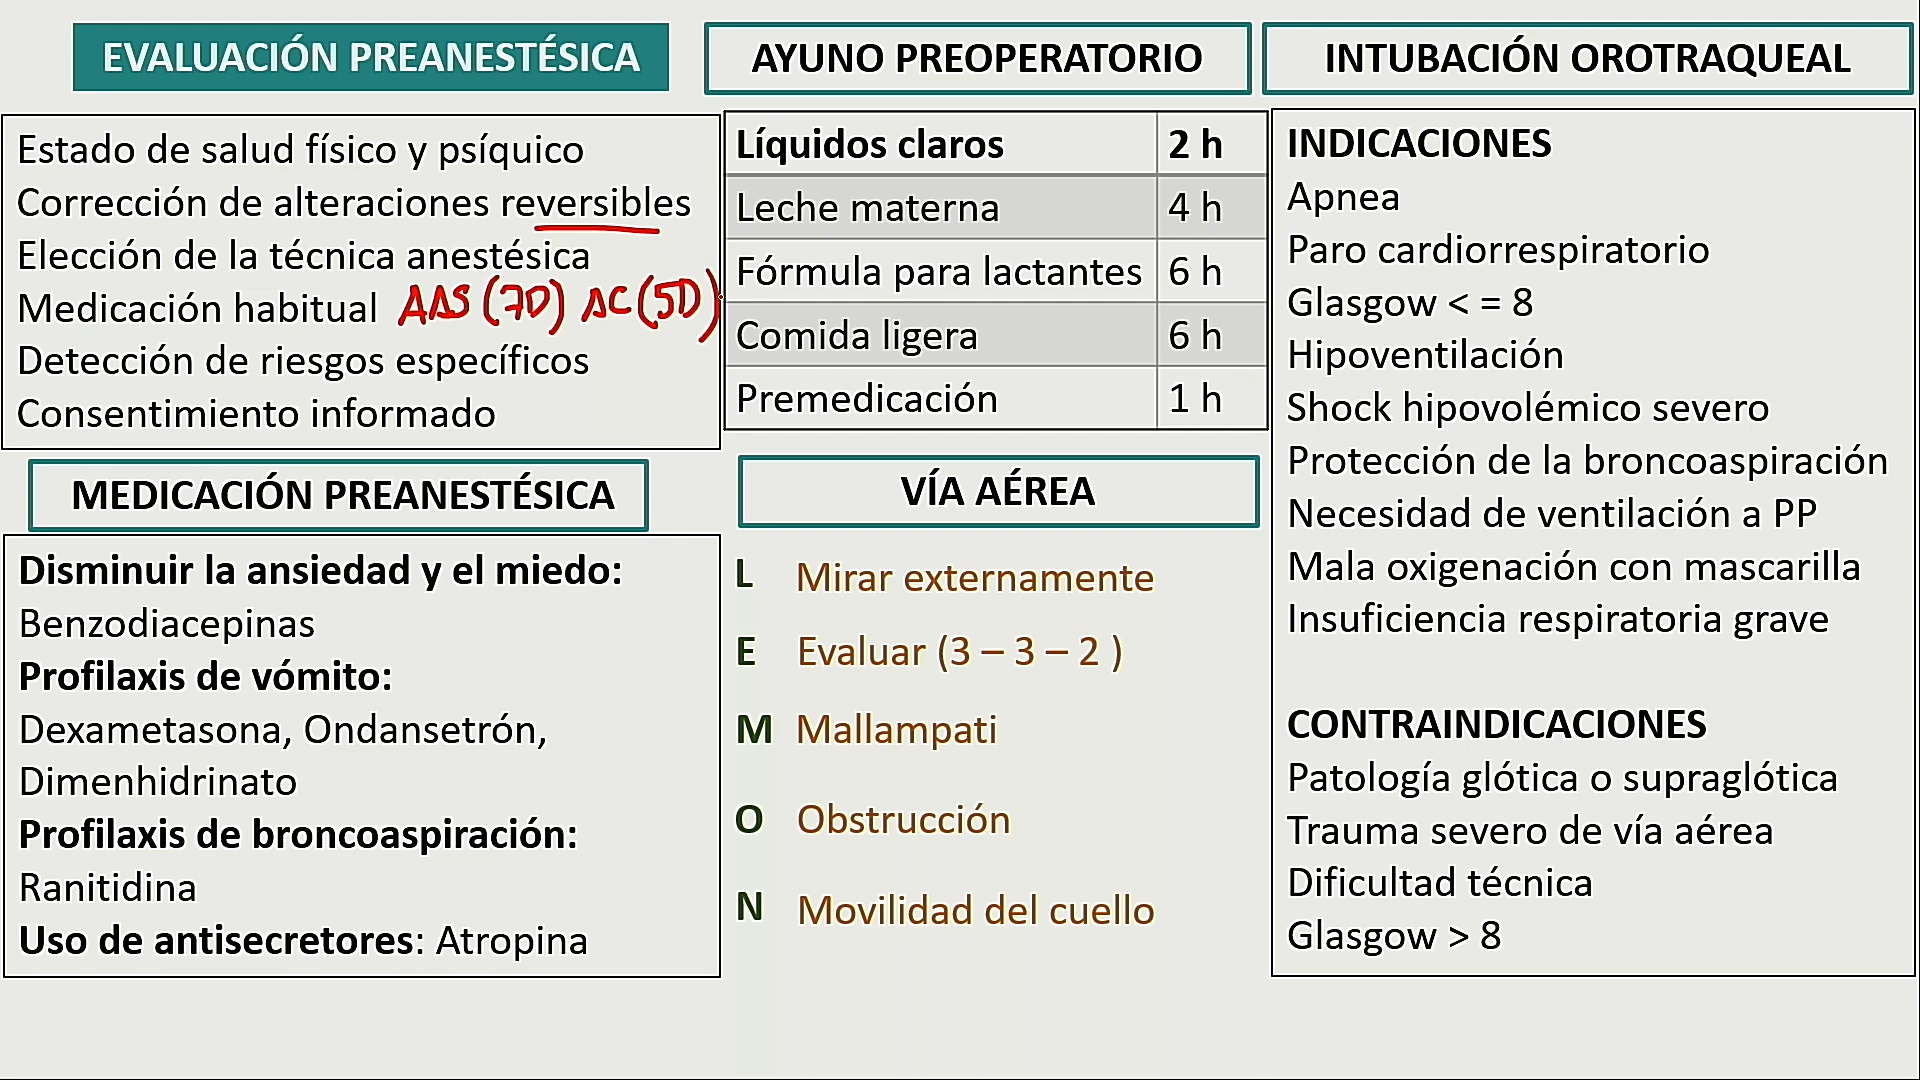 EVALUACIÓN PREANESTÉSICA
Estado de salud físico y psíquico
Corrección de alteraciones reversibles
Elección de la técnica anestésica
Medicación habitual AAS (7D) AC (5D)
Detección de riesgos específicos
Consentimiento informado
MEDICACIÓN PREANESTÉSICA
Disminuir la ansiedad y el miedo:
Benzodiacepinas
Profilaxis de vómito:
Dexametasona, Ondansetrón,
Dimenhidrinato
Profilaxis de broncoaspiración:
Ranitidina
Uso de antisecretores: Atropina
AYUNO PREOPERATORIO
Líquidos claros 2 h
Leche materna 4 h
Fórmula para lactantes 6 h
Comida ligera 6 h
Premedicación 1 h
VÍA AÉREA
L Mirar externamente
E Evaluar (3 – 3 – 2 )
M Mallampati
O Obstrucción
N Movilidad del cuello
INTUBACIÓN OROTRAQUEAL
INDICACIONES
Apnea
Paro cardiorrespiratorio
Glasgow < = 8
Hipoventilación
Shock hipovolémico severo
Protección de la broncoaspiración
Necesidad de ventilación a PP
Mala oxigenación con mascarilla
Insuficiencia respiratoria grave
CONTRAINDICACIONES
Patología glótica o supraglótica
Trauma severo de vía aérea
Dificultad técnica
Glasgow > 8